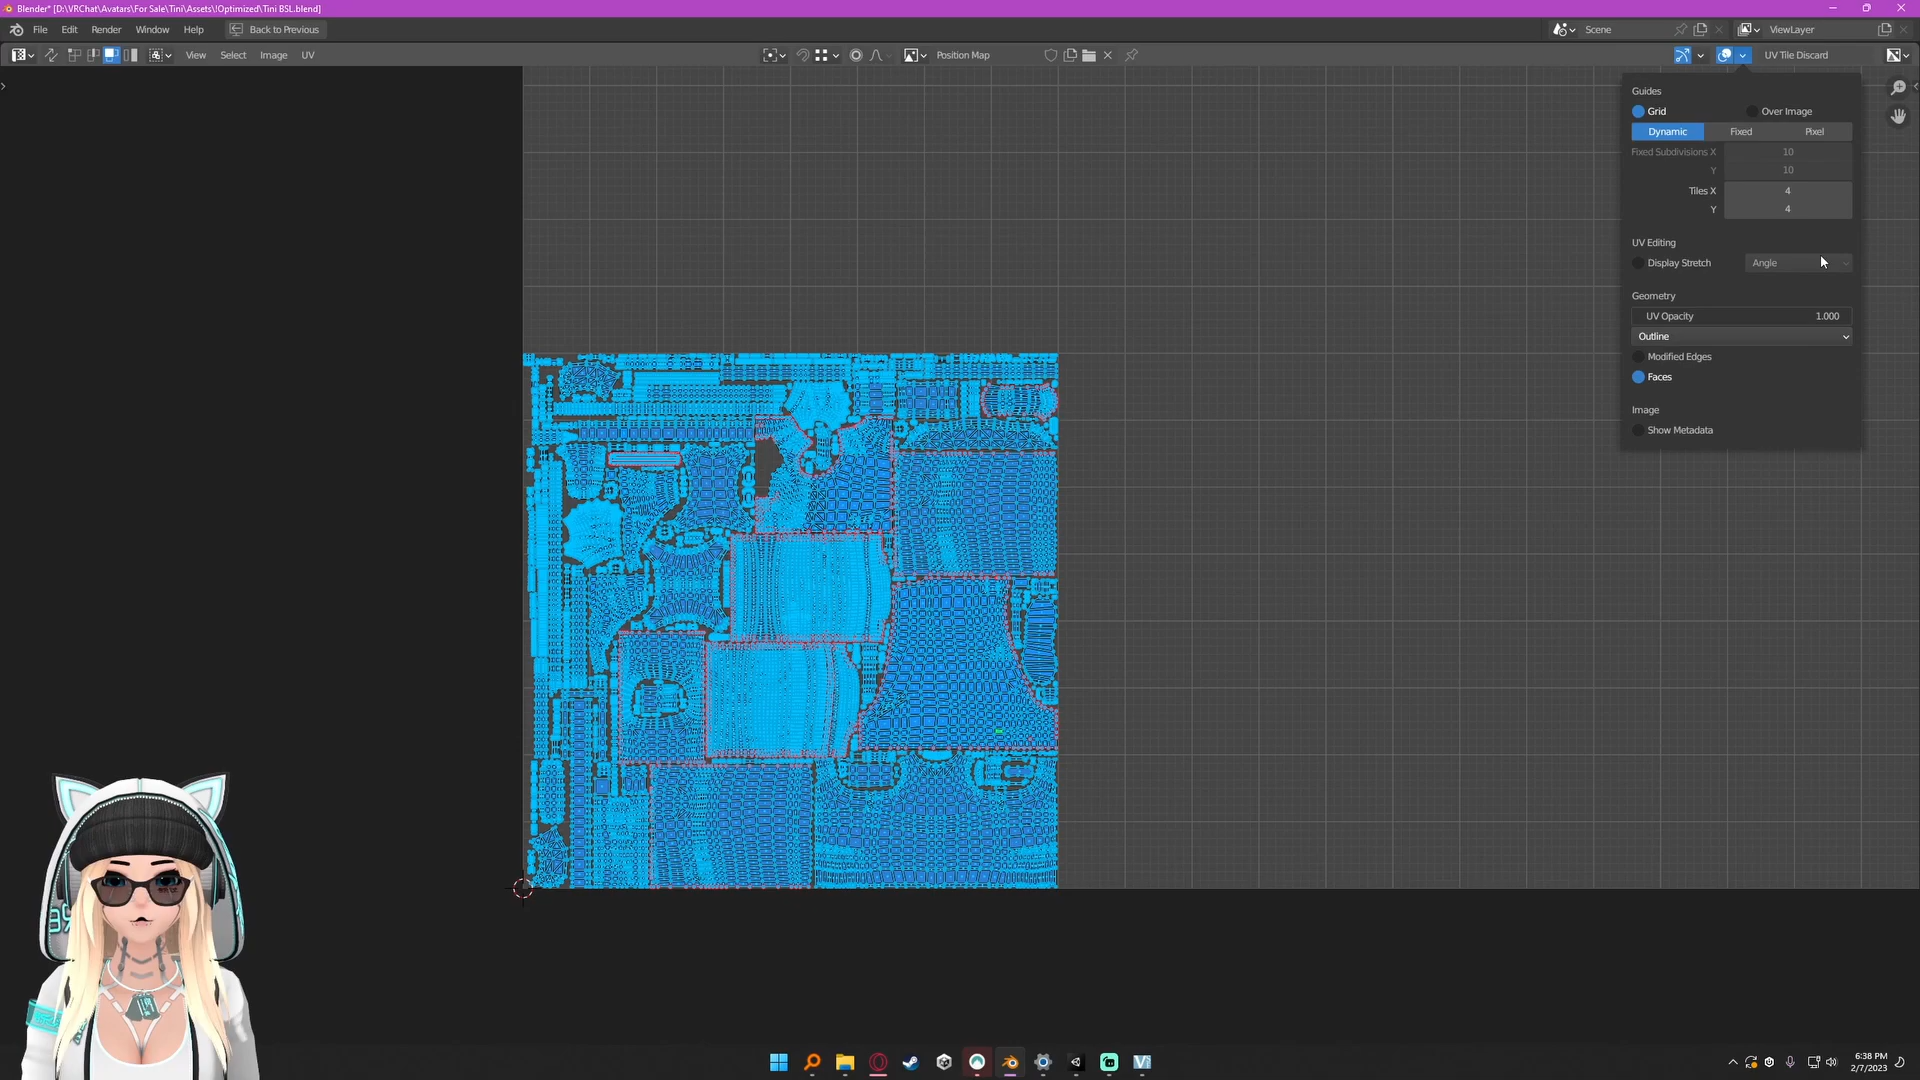 Blender* [D:\VRChat\Avatars\For Sale\Tini\Assets\!Optimized\Tini BSL.blend]
File Edit Render Window Help Back to Previous Scene ViewLayer
View Select Image UV Position Map UV Tile Discard
Guides
Grid Over Image
Dynamic Fixed Pixel
Fixed Subdivisions X 10
Y 10
Tiles X 4
Y 4
UV Editing
Display Stretch Angle
Geometry
UV Opacity 1.000
Outline
Modified Edges
Faces
Image
Show Metadata
6:38 PM
2/7/2023